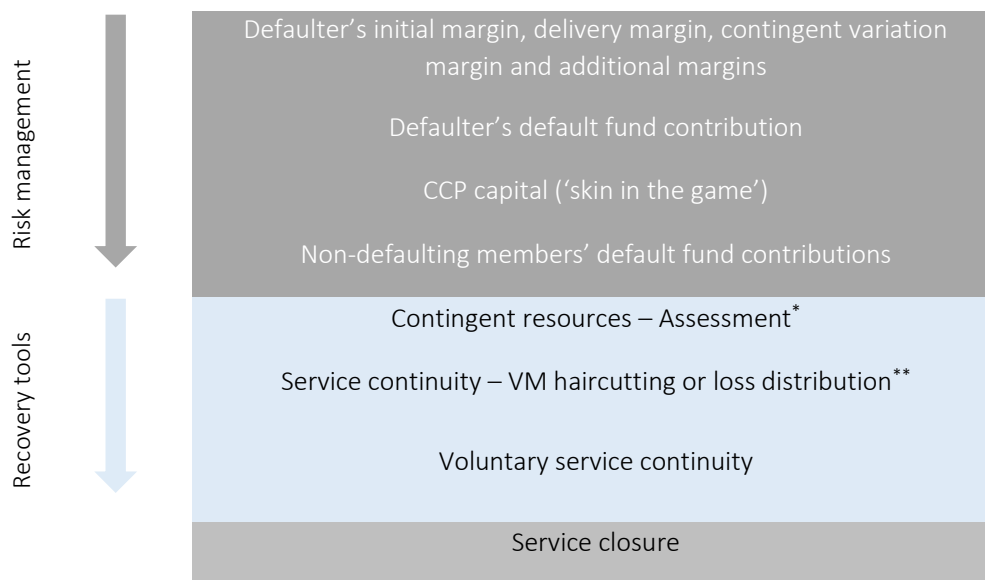 Risk management
Defaulter’s initial margin, delivery margin, contingent variation
margin and additional margins
Defaulter’s default fund contribution
CCP capital (‘skin in the game’)
Non-defaulting members’ default fund contributions
Recovery tools
Contingent resources – Assessment*
Service continuity – VM haircutting or loss distribution**
Voluntary service continuity
Service closure